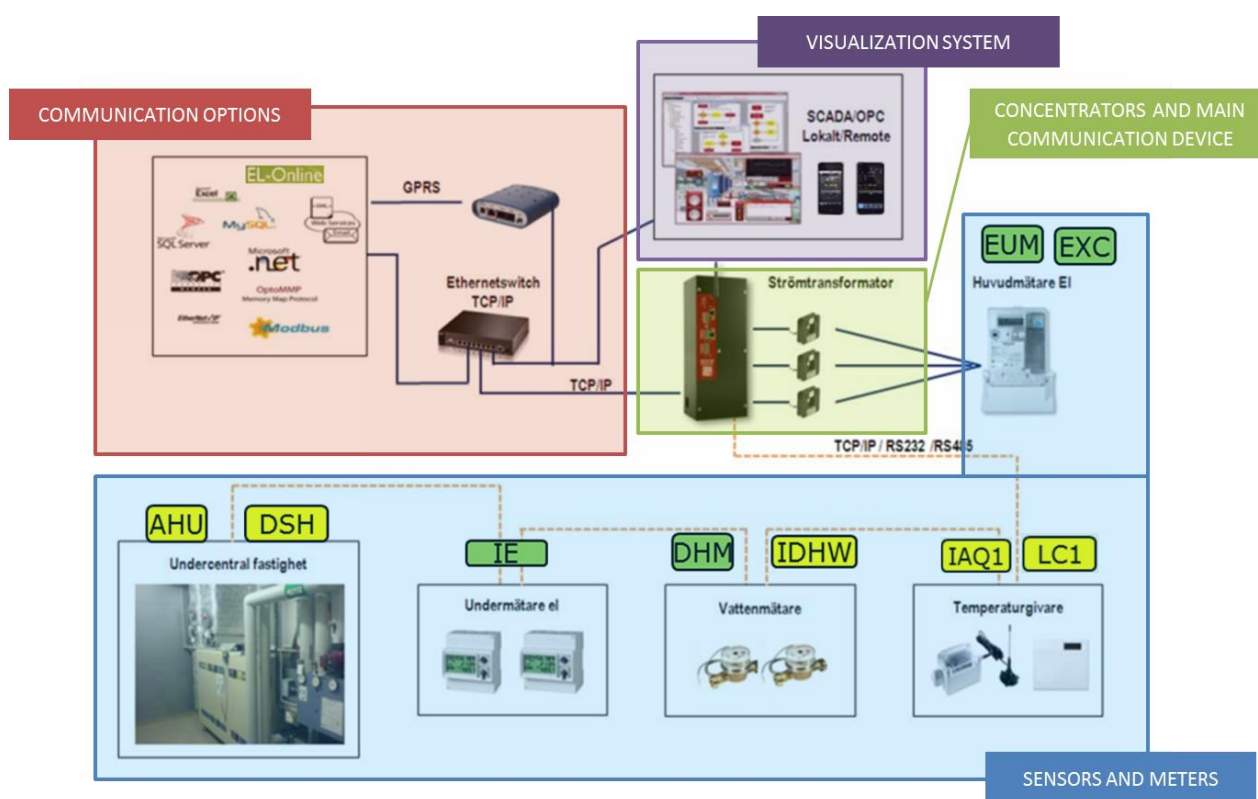 VISUALIZATION SYSTEM
COMMUNICATION OPTIONS
CONCENTRATORS AND MAIN
COMMUNICATION DEVICE
SCADA/OPC
Lokalt/Remote
EL-Online
Excel
GPRS
MySQL
Web Services
Email
SQL Server
Microsoft
.net
OPC
OptoMMP
Memory Map Protocol
EtherNet/IP
Modbus
Ethernetswitch
TCP/IP
TCP/IP
Strömtransformator
EUM
EXC
Huvudmätare El
TCP/IP / RS232 /RS485
AHU
DSH
Undercentral fastighet
IE
Undermätare el
DHM
IDHW
Vattenmätare
IAQ1
LC1
Temperaturgivare
SENSORS AND METERS